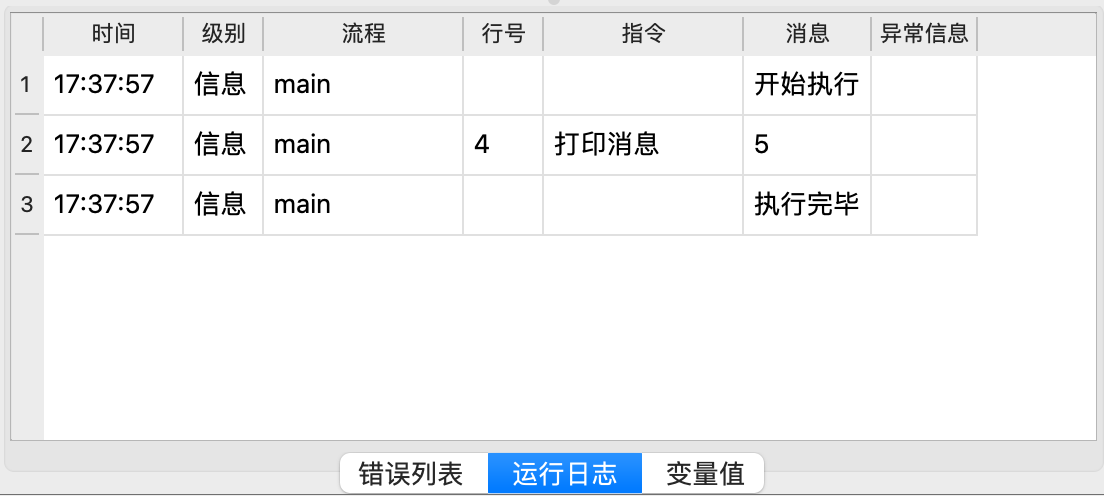 时间 级别 流程 行号 指令 消息 异常信息
1 17:37:57 信息 main 开始执行
2 17:37:57 信息 main 4 打印消息 5
3 17:37:57 信息 main 执行完毕
错误列表 运行日志 变量值